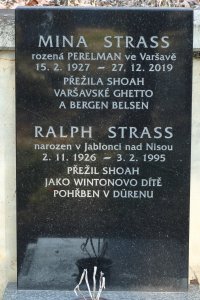 MINA STRASS
rozená PERELMAN ve Varšavě
15. 2. 1927 – 27. 12. 2019
PŘEŽILA SHOAH
VARŠAVSKÉ GHETTO
A BERGEN BELSEN
RALPH STRASS
narozen v Jablonci nad Nisou
2. 11. 1926 – 3. 2. 1995
PŘEŽIL SHOAH
JAKO WINTONOVO DÍTĚ
POHŘBEN V DÜRENU